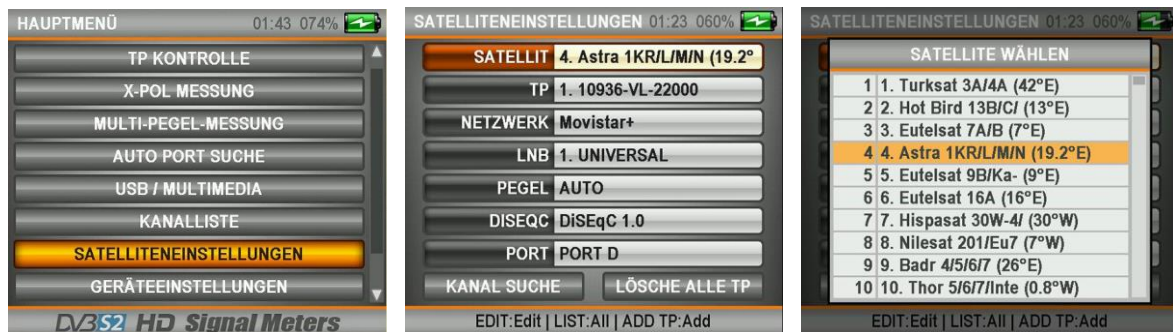 HAUPTMENÜ 01:43 074%
TP KONTROLLE
X-POL MESSUNG
MULTI-PEGEL-MESSUNG
AUTO PORT SUCHE
USB / MULTIMEDIA
KANALLISTE
SATELLITENEINSTELLUNGEN
GERÄTEEINSTELLUNGEN
DVB S2 HD Signal Meters
SATELLITENEINSTELLUNGEN 01:23 060%
SATELLIT 4. Astra 1KR/L/M/N (19.2°
TP 1. 10936-VL-22000
NETZWERK Movistar+
LNB 1. UNIVERSAL
PEGEL AUTO
DISEQC DiSEqC 1.0
PORT PORT D
KANAL SUCHE LÖSCHE ALLE TP
EDIT:Edit | LIST:All | ADD TP:Add
SATELLITENEINSTELLUNGEN 01:23 060%
SATELLITE WÄHLEN
1 1. Turksat 3A/4A (42°E)
2 2. Hot Bird 13B/C/ (13°E)
3 3. Eutelsat 7A/B (7°E)
4 4. Astra 1KR/L/M/N (19.2°E)
5 5. Eutelsat 9B/Ka- (9°E)
6 6. Eutelsat 16A (16°E)
7 7. Hispasat 30W-4/ (30°W)
8 8. Nilesat 201/Eu7 (7°W)
9 9. Badr 4/5/6/7 (26°E)
10 10. Thor 5/6/7/Inte (0.8°W)
EDIT:Edit | LIST:All | ADD TP:Add